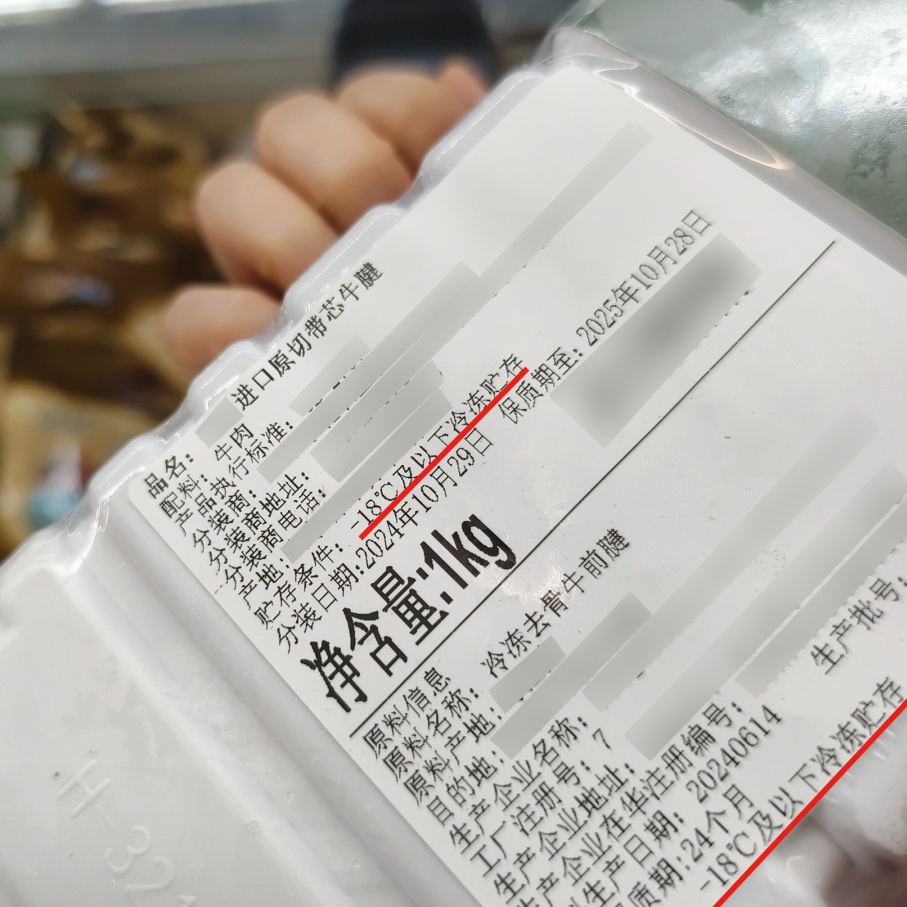 品名: 进口原切带芯牛腱
配料: 牛肉
产品执行标准:
分装商:
分装商地址:
分装商电话:
产地:
贮存条件: -18℃及以下冷冻贮存
分装日期:2024年10月29日 保质期至: 2025年10月28日
净含量:1kg
原料信息
原料名称: 冷冻去骨牛前腱
原料产地:
目的地:
生产企业名称:
工厂注册号: 7
生产企业地址:
生产企业在华注册编号: 生产批号:
生产日期: 20240614
质期:24个月
-18℃及以下冷冻贮存
H-32